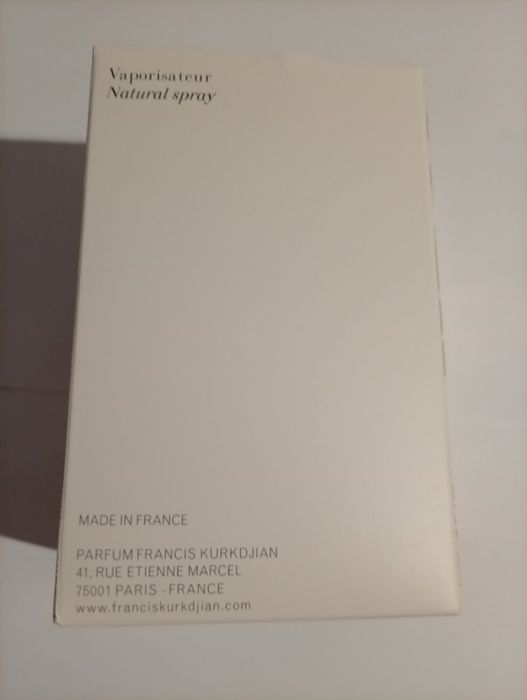 Vaporisateur
Natural spray
MADE IN FRANCE
PARFUM FRANCIS KURKDJIAN
41, RUE ETIENNE MARCEL
75001 PARIS - FRANCE
www.franciskurkdjian.com